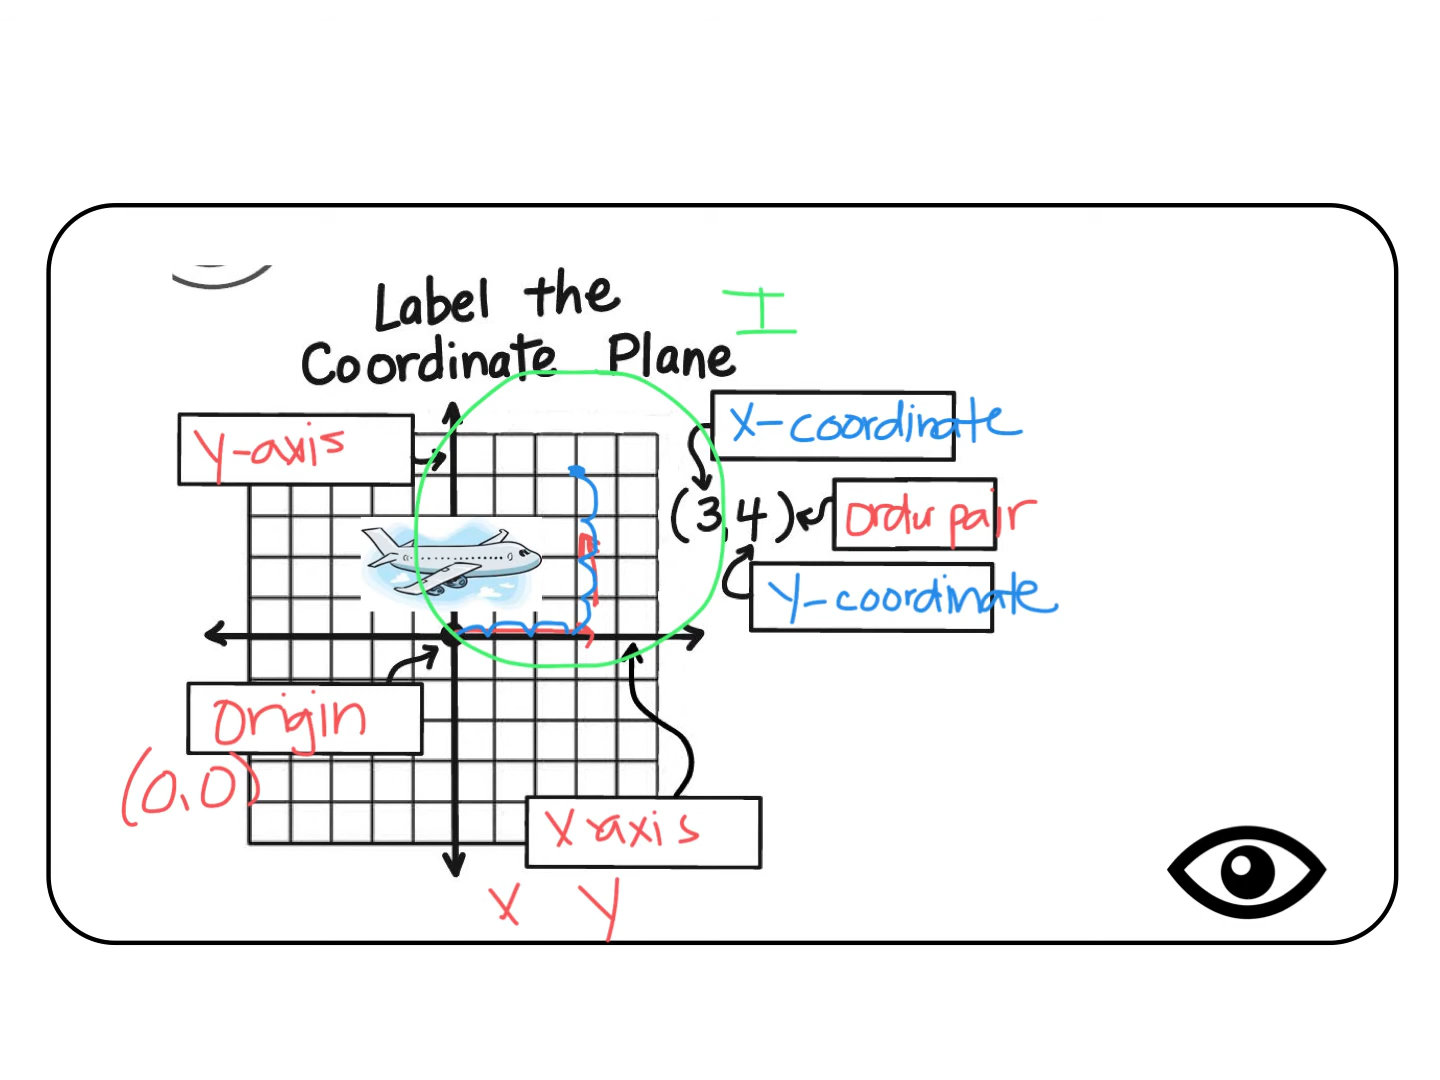 Label the
Coordinate Plane
I
Y-axis
X-coordinate
(3,4)
ordu pair
Y-coordinate
Origin
(0,0)
X axis
X Y